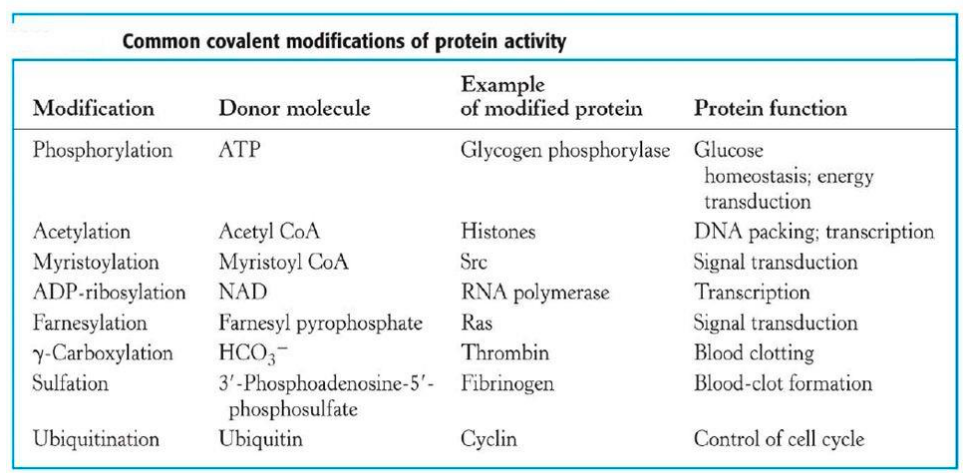 Common covalent modifications of protein activity
Example
Modification Donor molecule of modified protein Protein function
Phosphorylation ATP Glycogen phosphorylase Glucose
homeostasis; energy
transduction
Acetylation Acetyl CoA Histones DNA packing; transcription
Myristoylation Myristoyl CoA Src Signal transduction
ADP-ribosylation NAD RNA polymerase Transcription
Farnesylation Farnesyl pyrophosphate Ras Signal transduction
γ-Carboxylation HCO₃⁻ Thrombin Blood clotting
Sulfation 3′-Phosphoadenosine-5′- Fibrinogen Blood-clot formation
phosphosulfate
Ubiquitination Ubiquitin Cyclin Control of cell cycle